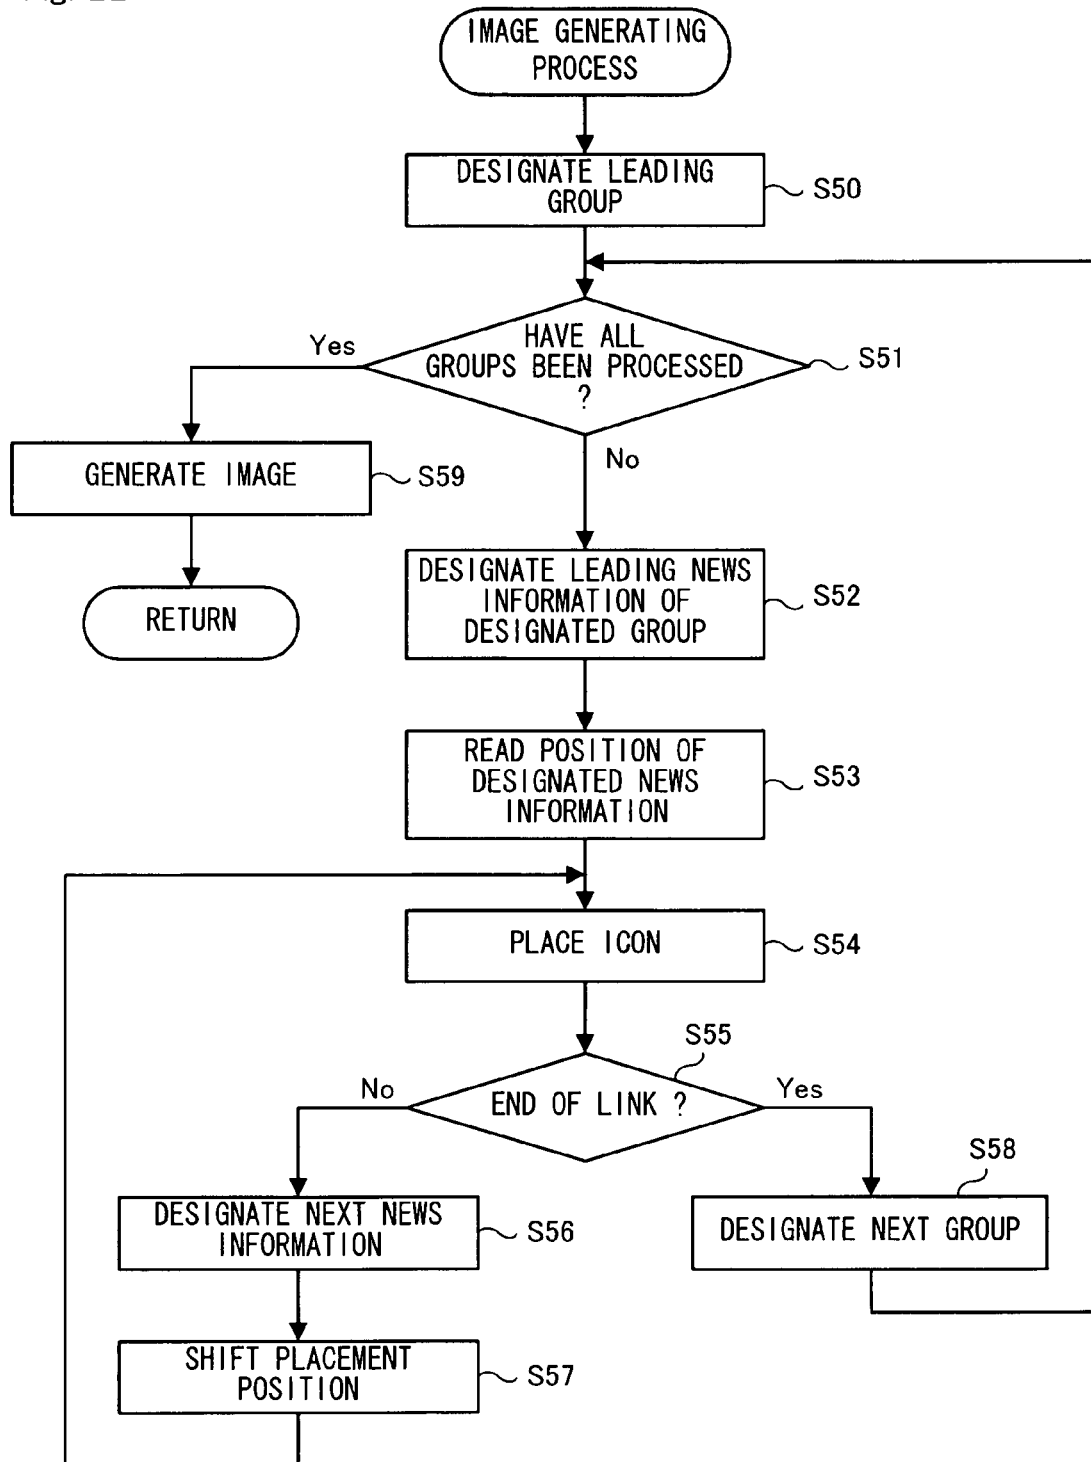 IMAGE GENERATING
PROCESS
DESIGNATE LEADING
GROUP
S50
HAVE ALL
GROUPS BEEN PROCESSED
?
S51
Yes
No
GENERATE IMAGE
S59
RETURN
DESIGNATE LEADING NEWS
INFORMATION OF
DESIGNATED GROUP
S52
READ POSITION OF
DESIGNATED NEWS
INFORMATION
S53
PLACE ICON
S54
END OF LINK ?
S55
No
Yes
DESIGNATE NEXT NEWS
INFORMATION
S56
DESIGNATE NEXT GROUP
S58
SHIFT PLACEMENT
POSITION
S57